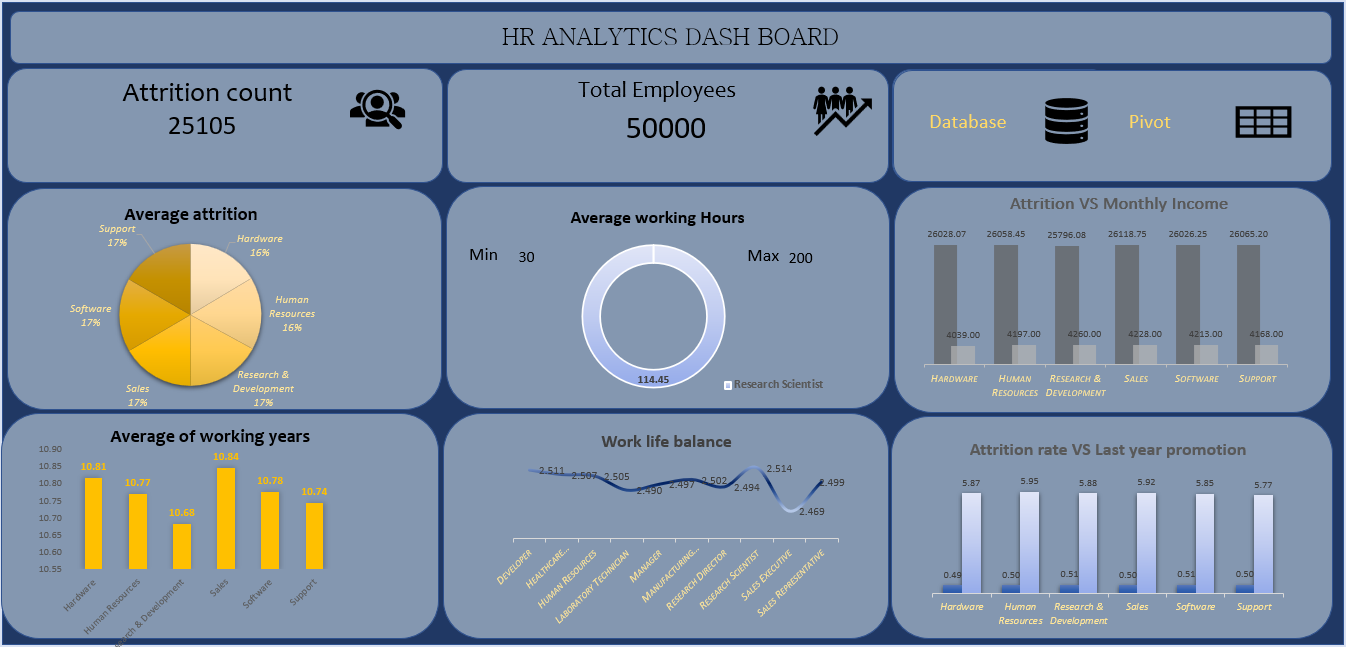 HR ANALYTICS DASH BOARD
Attrition count
25105
Total Employees
50000
Database
Pivot
Average attrition
Support
17%
Hardware
16%
Software
17%
Human
Resources
16%
Sales
17%
Research &
Development
17%
Average working Hours
Min 30
Max 200
114.45
Research Scientist
Attrition VS Monthly Income
26028.07 26058.45 25796.08 26118.75 26026.25 26065.20
4039.00 4197.00 4260.00 4228.00 4213.00 4168.00
Hardware Human Research & Sales Software Support
Resources Development
Average of working years
10.90
10.85
10.80
10.75
10.70
10.65
10.60
10.55
10.81 10.77 10.68 10.84 10.78 10.74
Hardware
Human Resources
& Development
Sales
Software
Support
Work life balance
2.511 2.507 2.505 2.490 2.497 2.502 2.494 2.514 2.469 2.499
Developer
Healthcare...
Human Resources
Laboratory Technician
Manager
Manufacturing...
Research Director
Research Scientist
Sales Executive
Sales Representative
Attrition rate VS Last year promotion
5.87 5.95 5.88 5.92 5.85 5.77
0.49 0.50 0.51 0.50 0.51 0.50
Hardware Human Research & Sales Software Support
Resources Development